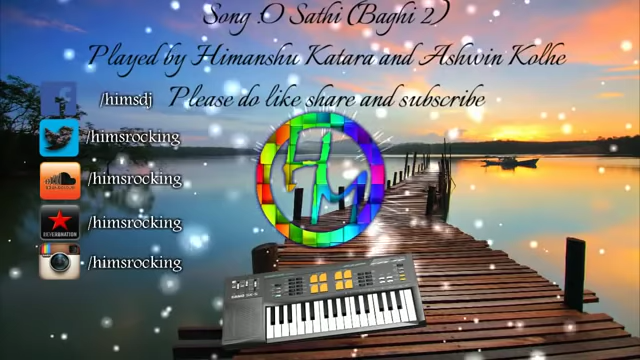 Song :O Sathi (Baghi 2)
Played by Himanshu Katara and Ashwin Kolhe
Please do like share and subscribe
/himsdj
/himsrocking
/himsrocking
REVERBNATION
/himsrocking
/himsrocking